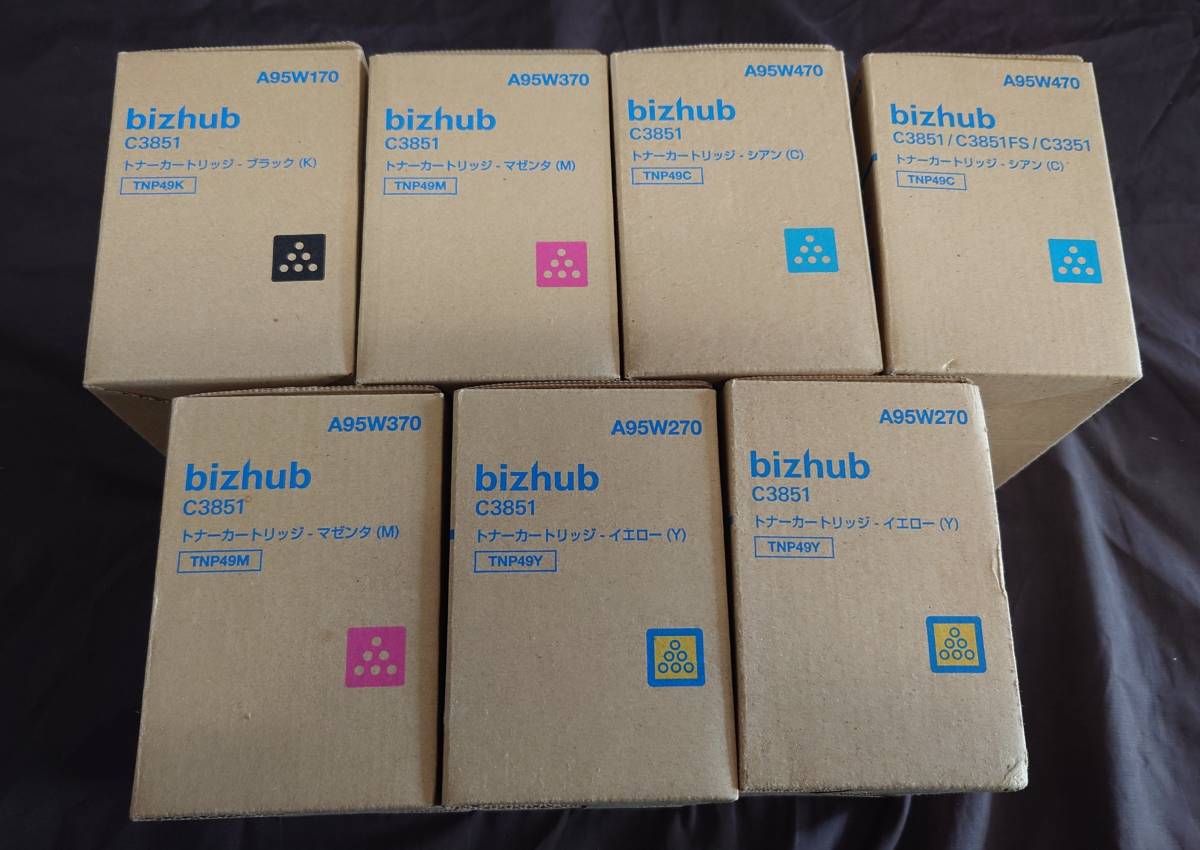 A95W170
bizhub
C3851
トナーカートリッジ - ブラック (K)
TNP49K
A95W370
bizhub
C3851
トナーカートリッジ - マゼンタ (M)
TNP49M
A95W470
bizhub
C3851
トナーカートリッジ - シアン (C)
TNP49C
A95W470
bizhub
C3851/C3851FS/C3351
トナーカートリッジ - シアン (C)
TNP49C
A95W370
bizhub
C3851
トナーカートリッジ - マゼンタ (M)
TNP49M
A95W270
bizhub
C3851
トナーカートリッジ - イエロー (Y)
TNP49Y
A95W270
bizhub
C3851
トナーカートリッジ - イエロー (Y)
TNP49Y